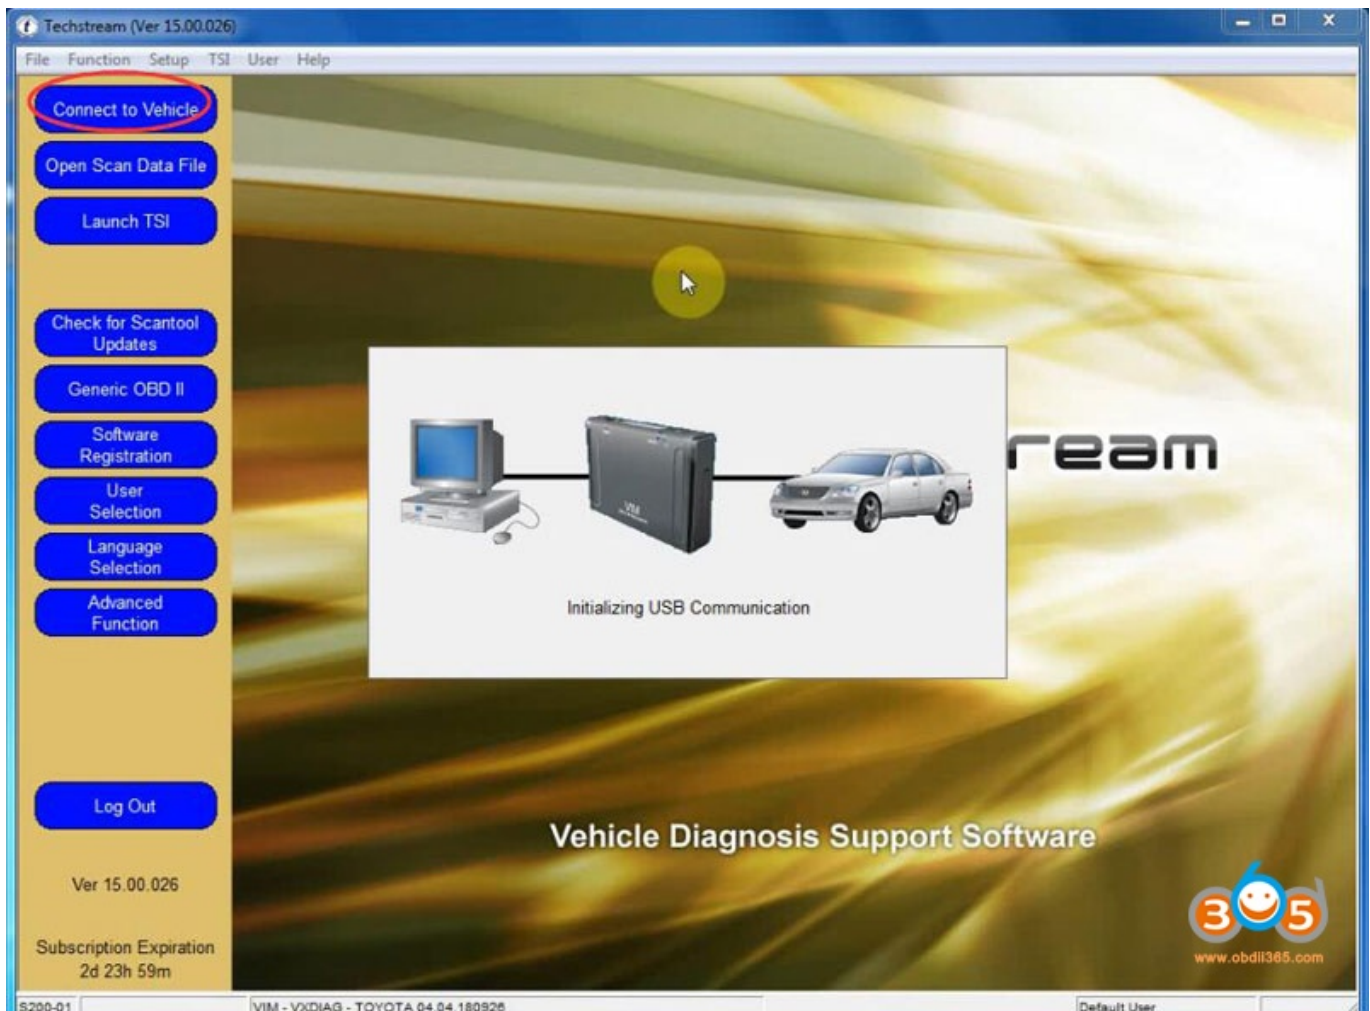 Techstream (Ver 15.00.026)
File Function Setup TSI User Help
Connect to Vehicle
Open Scan Data File
Launch TSI
Check for Scantool
Updates
Generic OBD II
Software
Registration
User
Selection
Language
Selection
Advanced
Function
Log Out
Ver 15.00.026
Subscription Expiration
2d 23h 59m
ream
VIM
Initializing USB Communication
Vehicle Diagnosis Support Software
365
www.obdii365.com
S200-01
VIM - VXDIAG - TOYOTA 04.04.180926
Default User